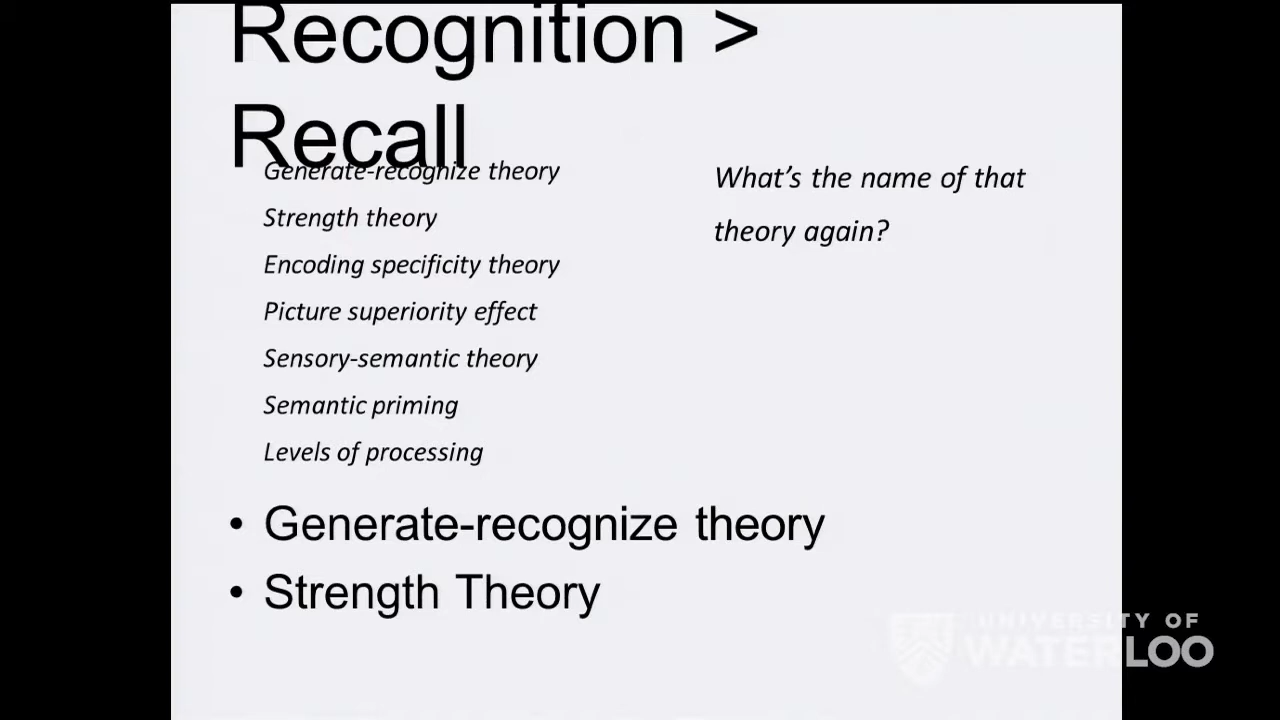 Recognition >
Recall
Generate-recognize theory
Strength theory
Encoding specificity theory
Picture superiority effect
Sensory-semantic theory
Semantic priming
Levels of processing
What’s the name of that
theory again?
• Generate-recognize theory
• Strength Theory
UNIVERSITY OF
WATERLOO